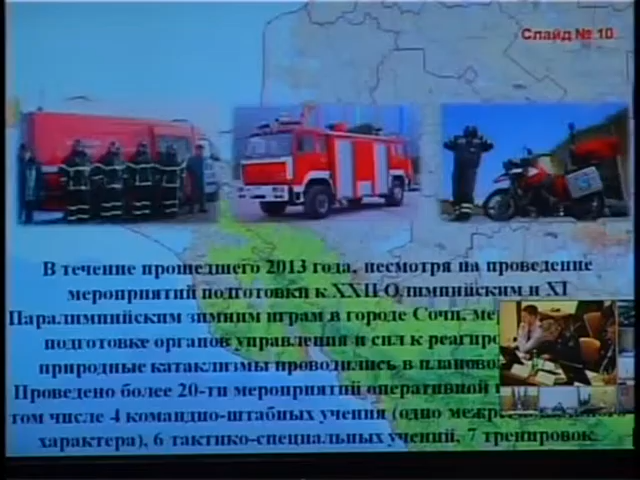 Слайд № 10
В течение прошедшего 2013 года, несмотря на проведение
мероприятий подготовки к XXII Олимпийским и XI
Паралимпийским зимним играм в городе Сочи,
подготовке органов управления и сил к
природные катаклизмы проводились в
Проведено более 20-ти мероприятий оперативной
том числе 4 командно-штабных учения (одно
характера), 6 тактико-специальных учений, 7 тренировок.